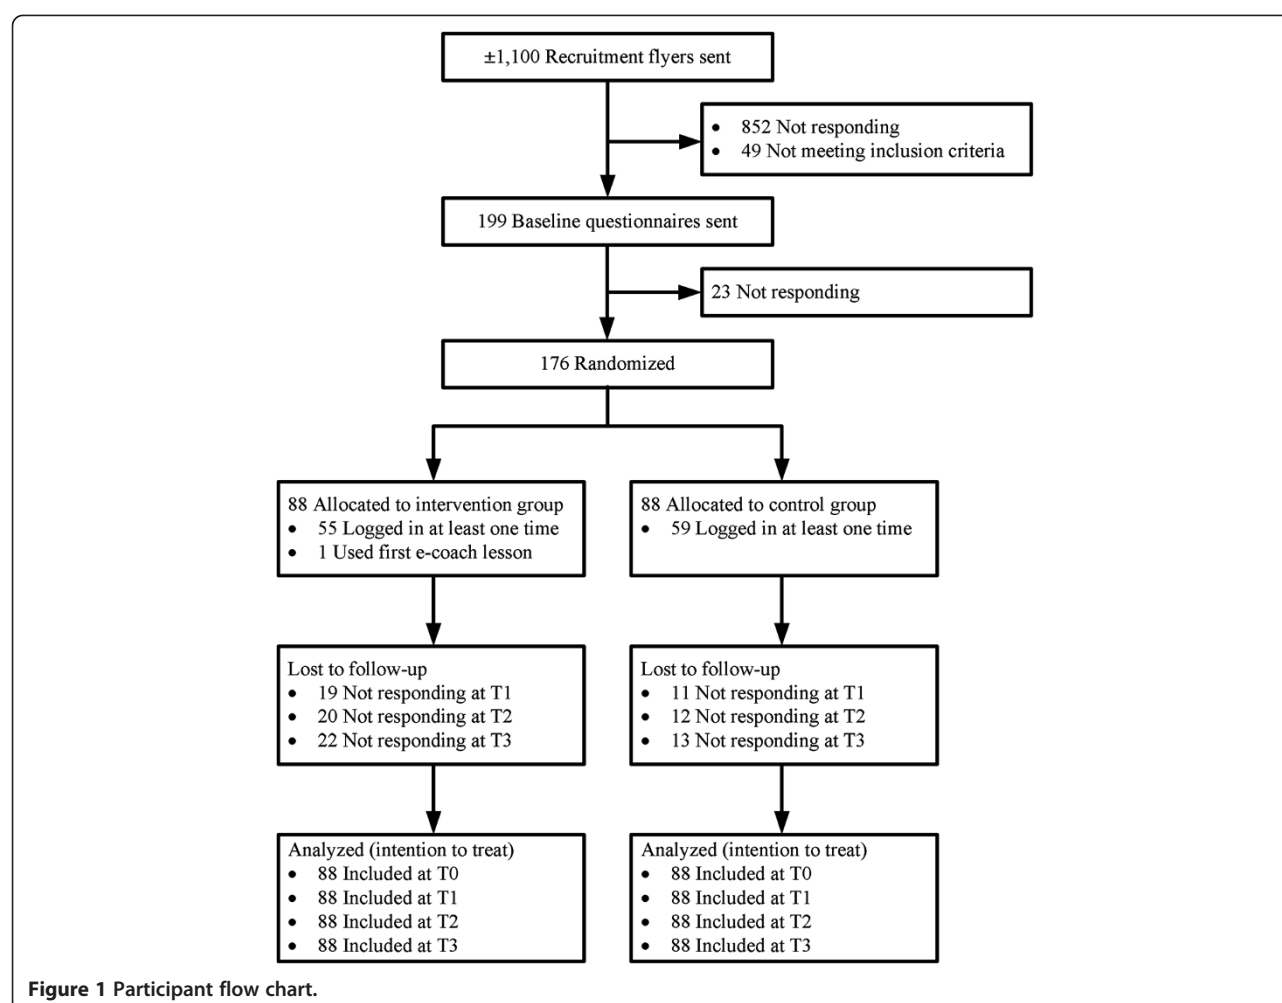 ±1,100 Recruitment flyers sent
• 852 Not responding
• 49 Not meeting inclusion criteria
199 Baseline questionnaires sent
23 Not responding
176 Randomized
88 Allocated to intervention group
• 55 Logged in at least one time
• 1 Used first e-coach lesson
88 Allocated to control group
• 59 Logged in at least one time
Lost to follow-up
• 19 Not responding at T1
• 20 Not responding at T2
• 22 Not responding at T3
Lost to follow-up
• 11 Not responding at T1
• 12 Not responding at T2
• 13 Not responding at T3
Analyzed (intention to treat)
• 88 Included at T0
• 88 Included at T1
• 88 Included at T2
• 88 Included at T3
Analyzed (intention to treat)
• 88 Included at T0
• 88 Included at T1
• 88 Included at T2
• 88 Included at T3
Figure 1 Participant flow chart.